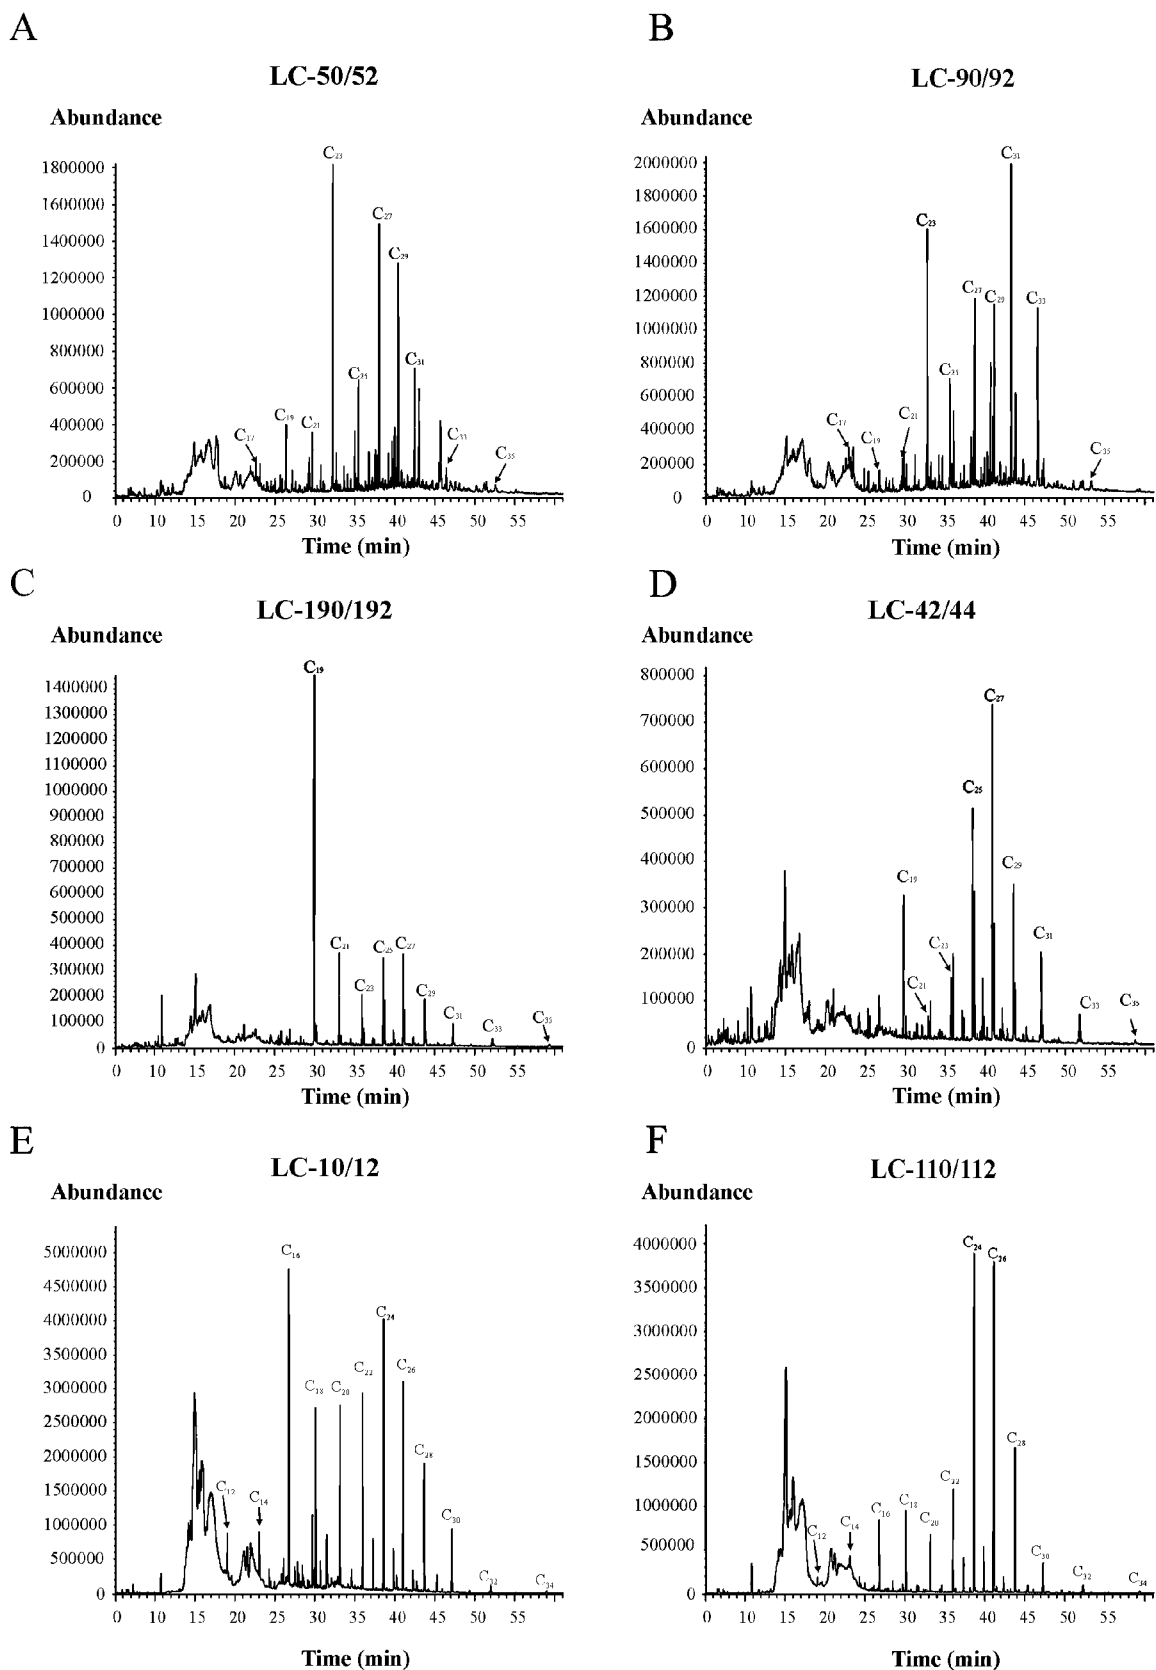 A
LC-50/52
Abundance
1800000
1600000
1400000
1200000
1000000
800000
600000
400000
200000
0
C17
C19
C21
C23
C25
C27
C29
C31
C33
C35
0 10 15 20 25 30 35 40 45 50 55
Time (min)
B
LC-90/92
Abundance
2000000
1800000
1600000
1400000
1200000
1000000
800000
600000
400000
200000
0
C17
C19
C21
C23
C25
C27
C29
C31
C33
C35
0 10 15 20 25 30 35 40 45 50 55
Time (min)
C
LC-190/192
Abundance
1400000
1300000
1200000
1100000
1000000
900000
800000
700000
600000
500000
400000
300000
200000
100000
0
C19
C21
C23
C25
C27
C29
C31
C33
C35
0 10 15 20 25 30 35 40 45 50 55
Time (min)
D
LC-42/44
Abundance
800000
700000
600000
500000
400000
300000
200000
100000
0
C19
C21
C23
C25
C27
C29
C31
C33
C35
0 10 15 20 25 30 35 40 45 50 55
Time (min)
E
LC-10/12
Abundance
5000000
4500000
4000000
3500000
3000000
2500000
2000000
1500000
1000000
500000
0
C12
C14
C16
C18
C20
C22
C24
C26
C28
C30
C32
C34
0 10 15 20 25 30 35 40 45 50 55
Time (min)
F
LC-110/112
Abundance
4000000
3500000
3000000
2500000
2000000
1500000
1000000
500000
0
C12
C14
C16
C18
C20
C22
C24
C26
C28
C30
C32
C34
0 10 15 20 25 30 35 40 45 50 55
Time (min)